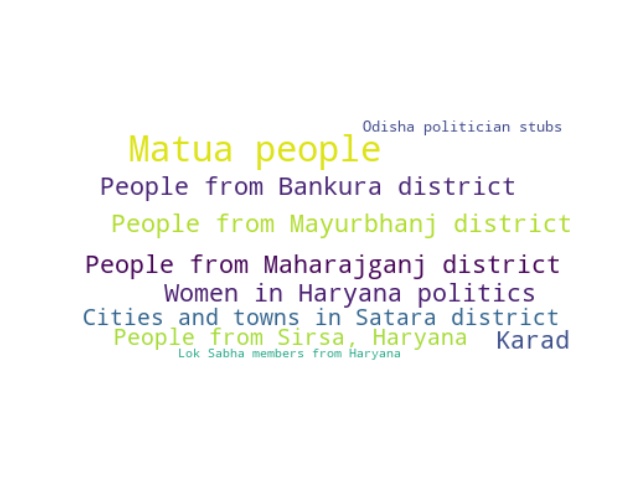 Odisha politician stubs
Matua people
People from Bankura district
People from Mayurbhanj district
People from Maharajganj district
Women in Haryana politics
Cities and towns in Satara district
People from Sirsa, Haryana
Karad
Lok Sabha members from Haryana